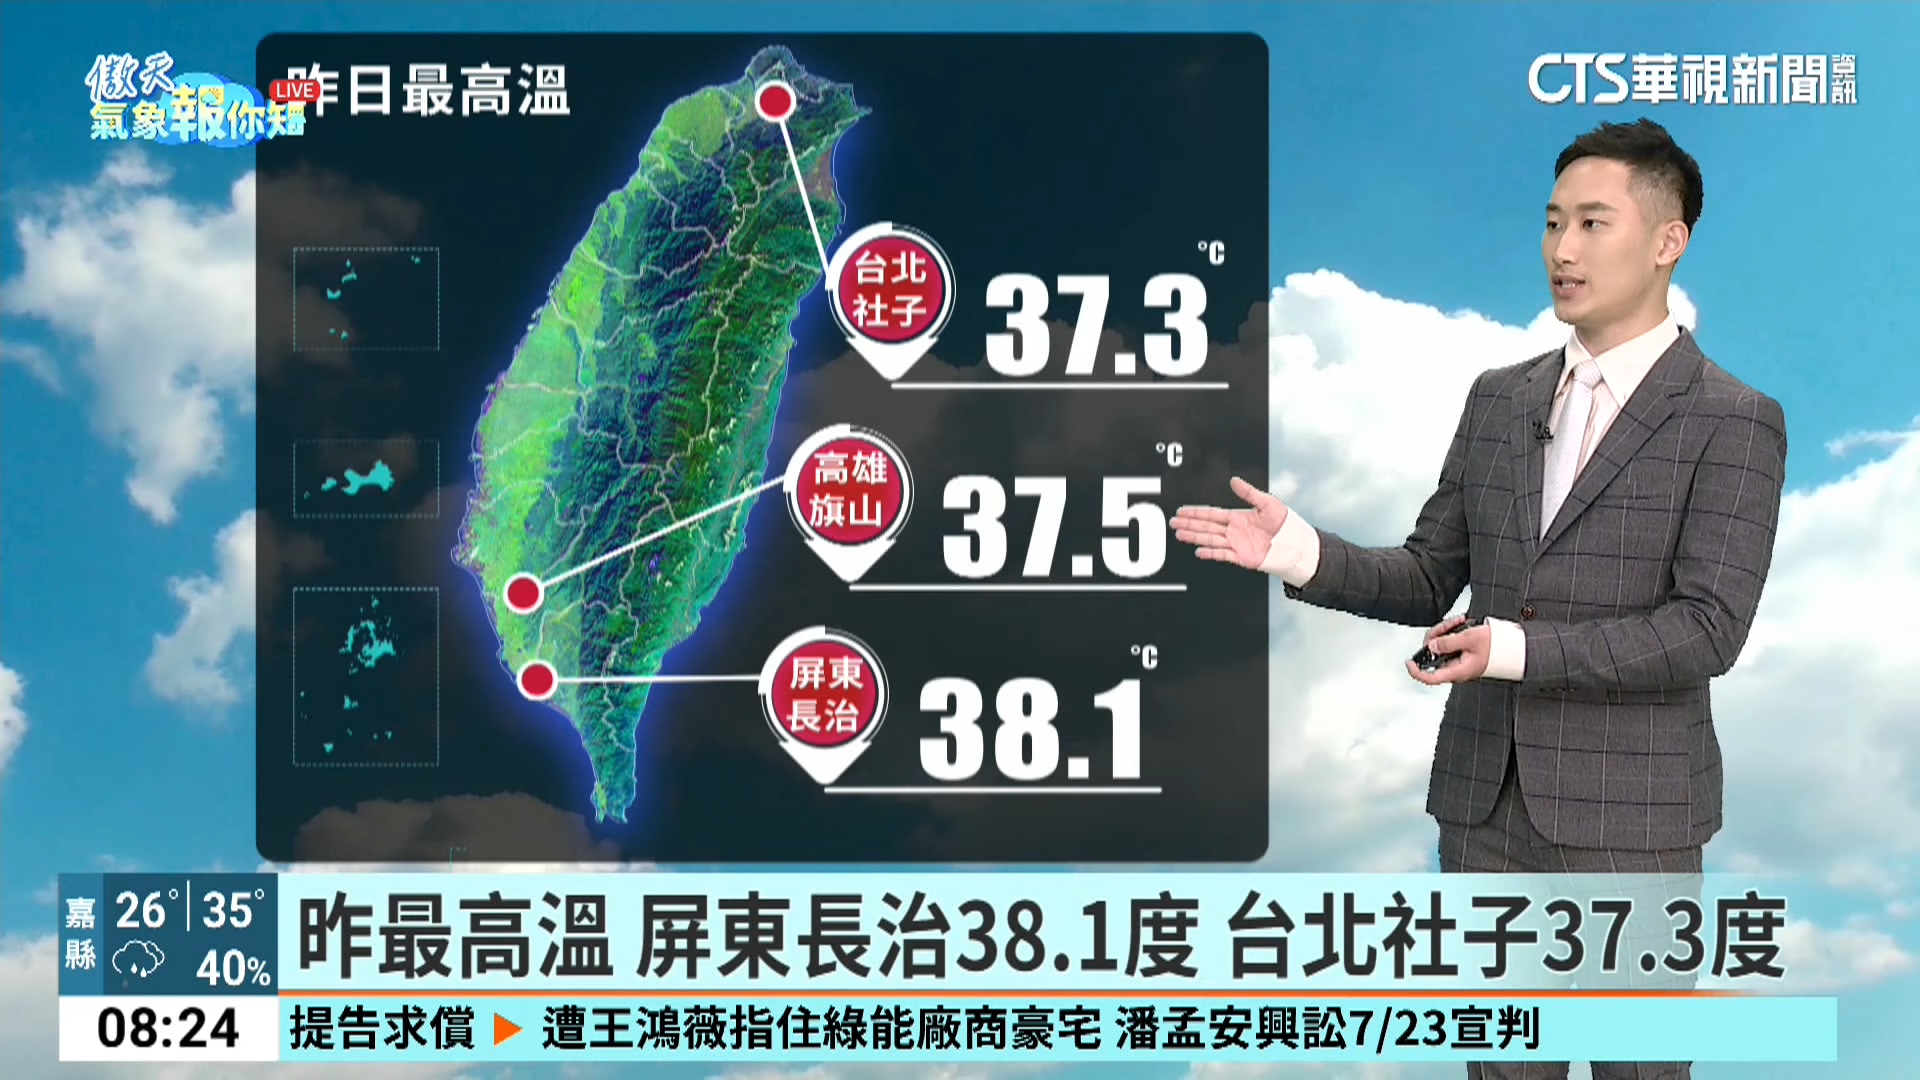 傲天
氣象報你知
LIVE
昨日最高溫
CTS華視新聞資訊
台北
社子
37.3
°C
高雄
旗山
37.5
°C
屏東
長治
38.1
°C
嘉縣
26° 35°
40%
昨最高溫 屏東長治38.1度 台北社子37.3度
08:24
提告求償 ▶ 遭王鴻薇指住綠能廠商豪宅 潘孟安興訟7/23宣判